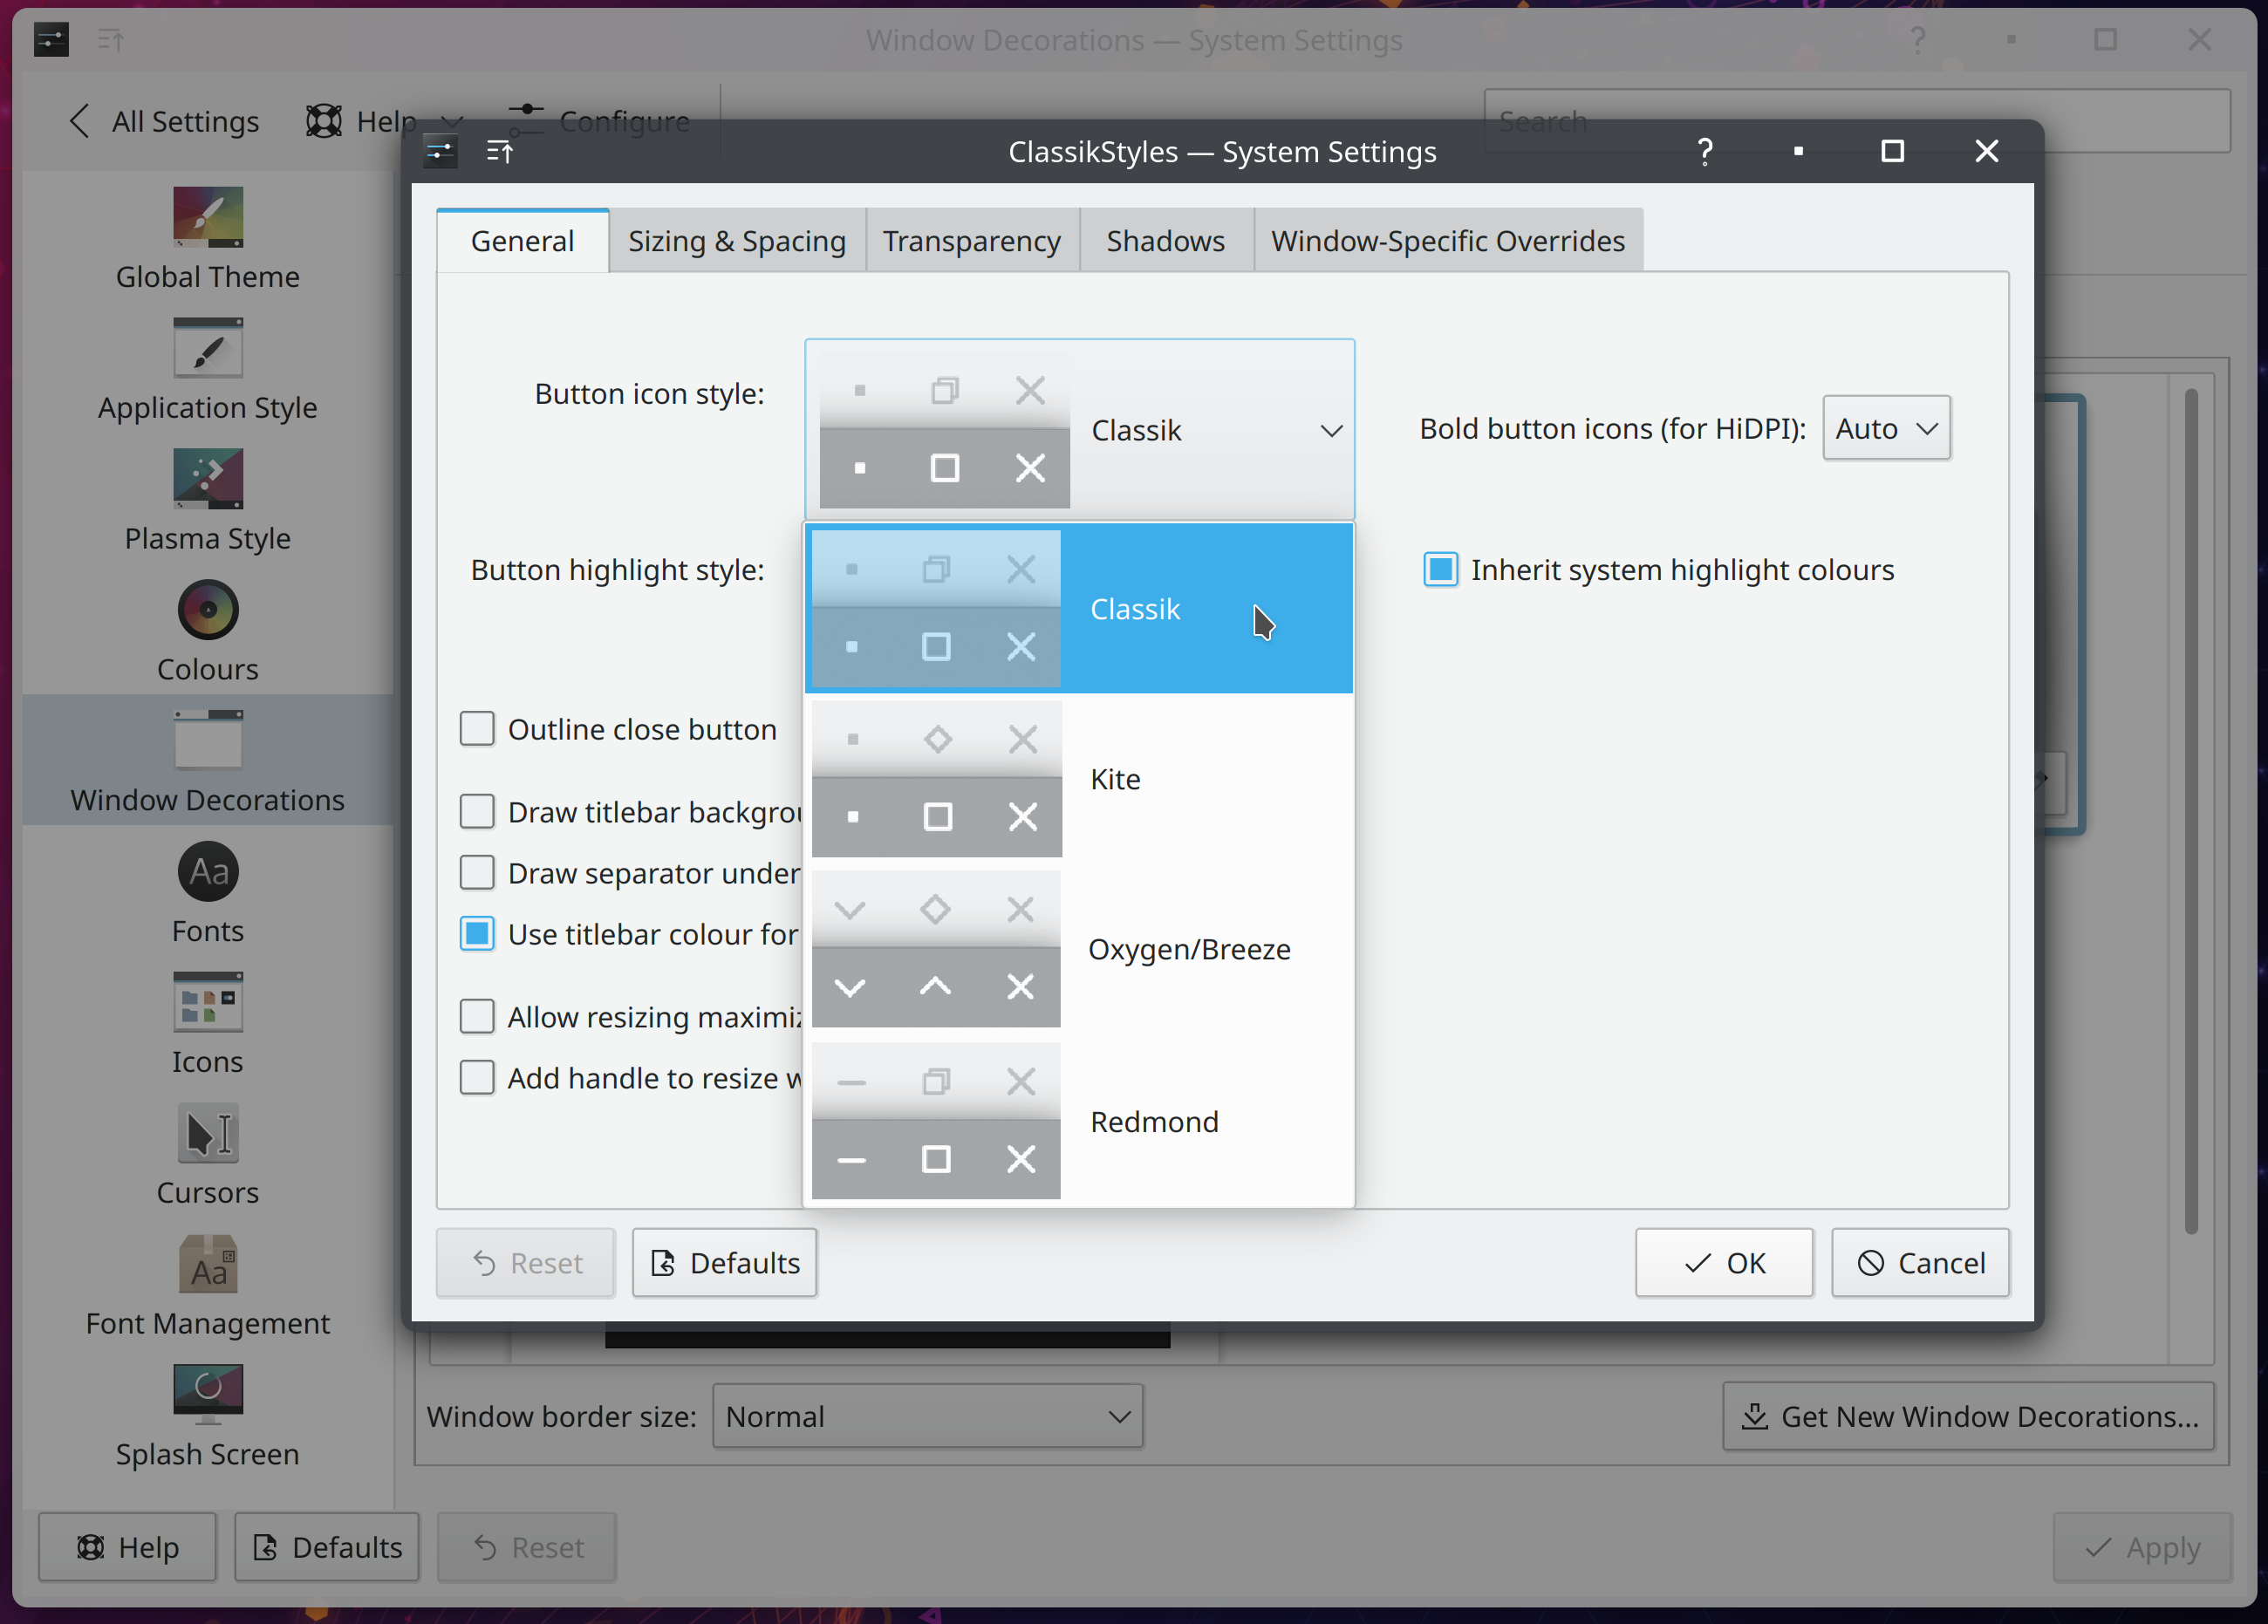 Window Decorations — System Settings
All Settings
Help
Configure
Search
ClassikStyles — System Settings
General
Sizing & Spacing
Transparency
Shadows
Window-Specific Overrides
Global Theme
Application Style
Plasma Style
Colours
Window Decorations
Aa
Fonts
Icons
Cursors
Aa
Font Management
Splash Screen
Button icon style:
Classik
Bold button icons (for HiDPI):
Auto
Button highlight style:
Classik
Inherit system highlight colours
Outline close button
Kite
Draw titlebar backgrou
Draw separator under
Use titlebar colour for
Oxygen/Breeze
Allow resizing maximiz
Add handle to resize w
Redmond
Reset
Defaults
OK
Cancel
Window border size:
Normal
Get New Window Decorations...
Help
Defaults
Reset
Apply